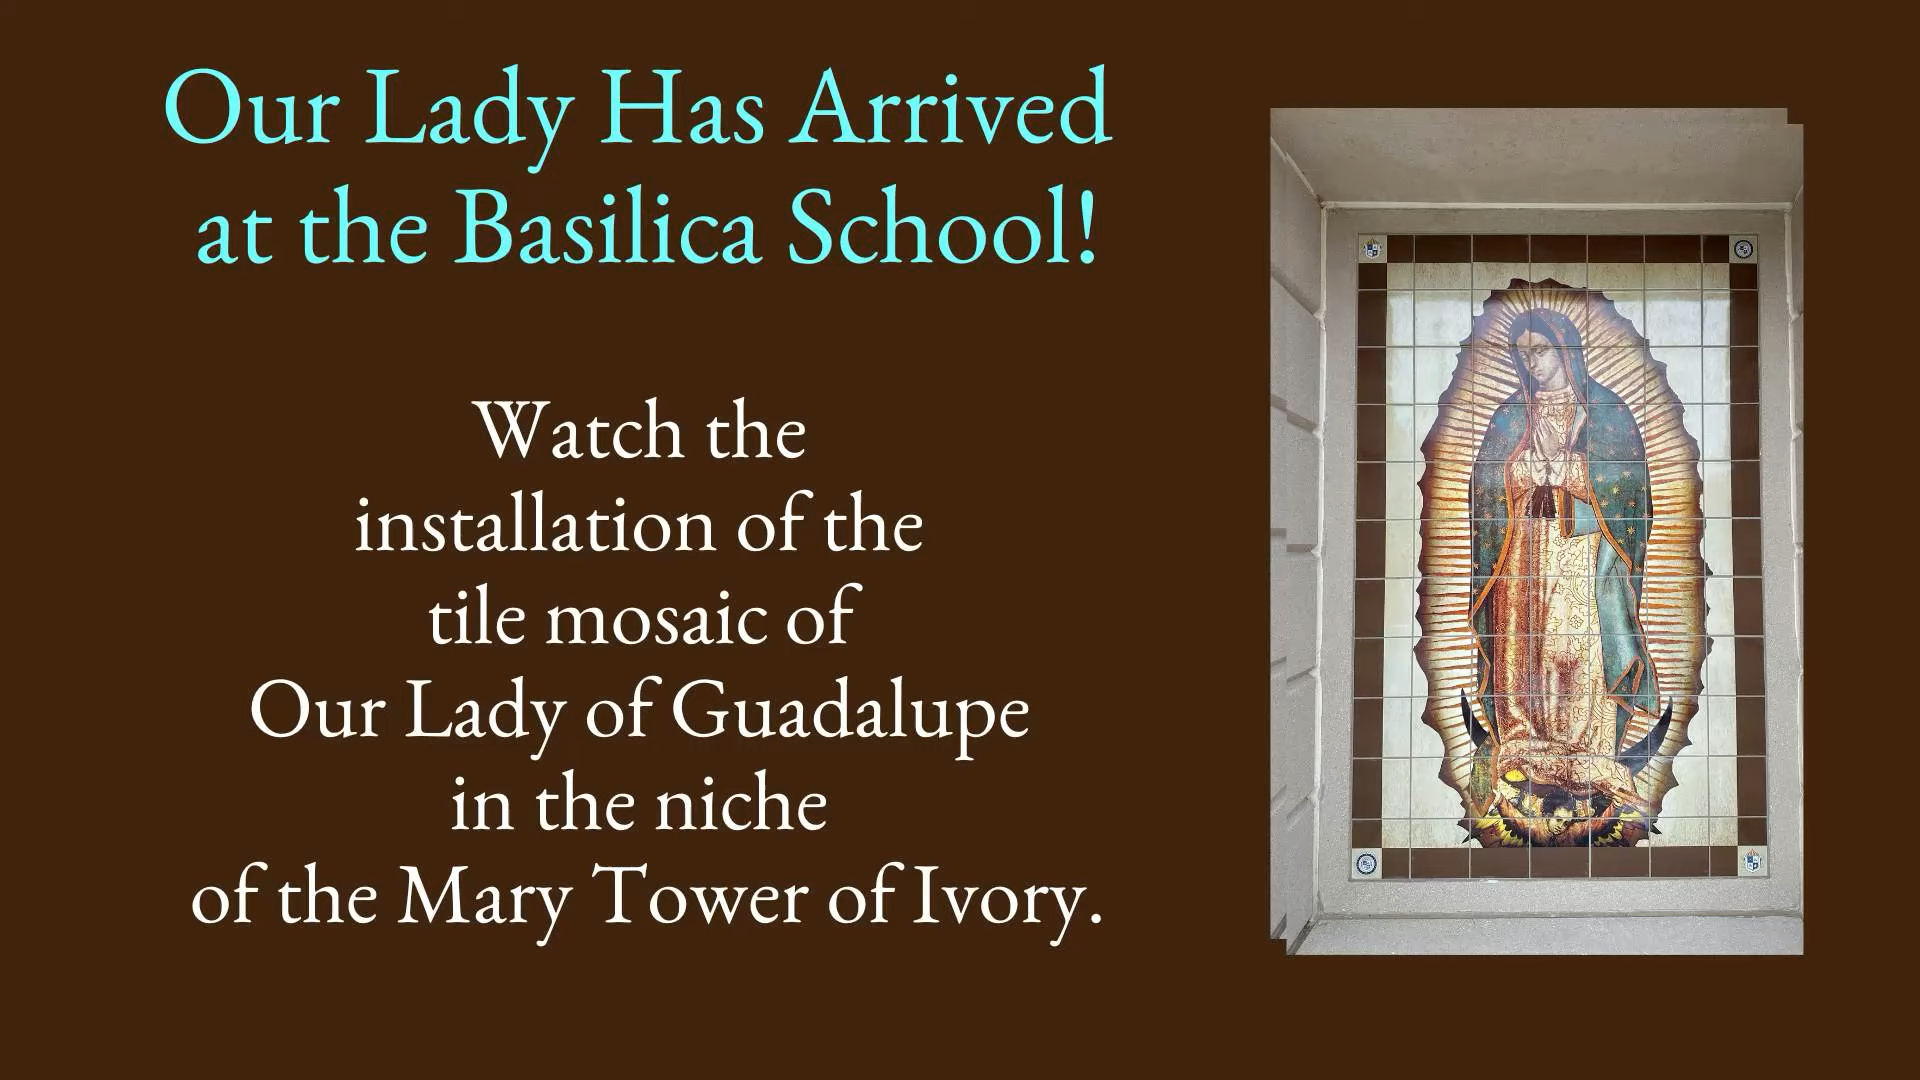 Our Lady Has Arrived
at the Basilica School!
Watch the
installation of the
tile mosaic of
Our Lady of Guadalupe
in the niche
of the Mary Tower of Ivory.